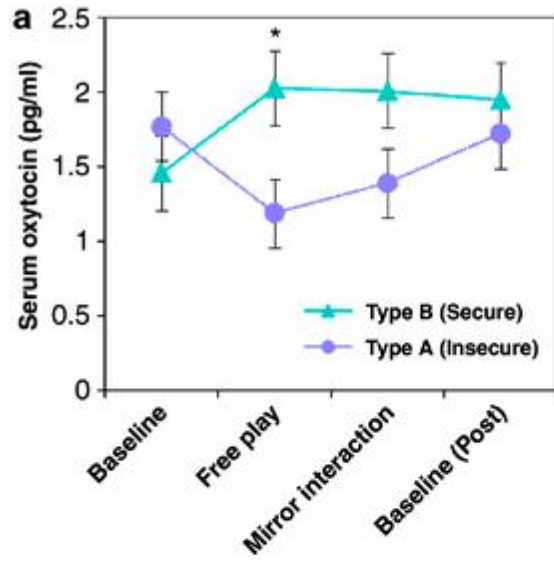 a
Serum oxytocin (pg/ml)
2.5
2
1.5
1
0.5
0
*
Type B (Secure)
Type A (Insecure)
Baseline
Free play
Mirror interaction
Baseline (Post)